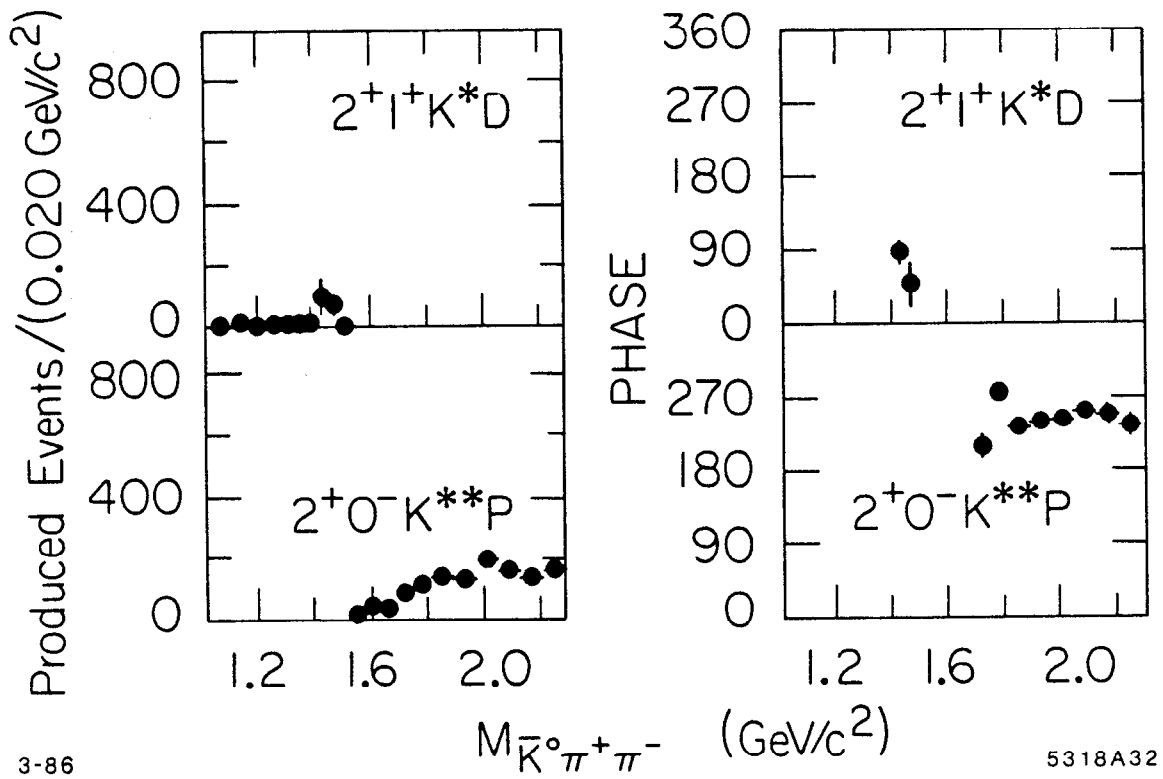 Produced Events/(0.020 GeV/c²)
800
400
0
2⁺1⁺K*D
800
400
0
2⁺0⁻K**P
1.2 1.6 2.0
PHASE
360
270
180
90
0
2⁺1⁺K*D
270
180
90
0
2⁺0⁻K**P
1.2 1.6 2.0
M K̄°π⁺π⁻ (GeV/c²)
3-86
5318A32